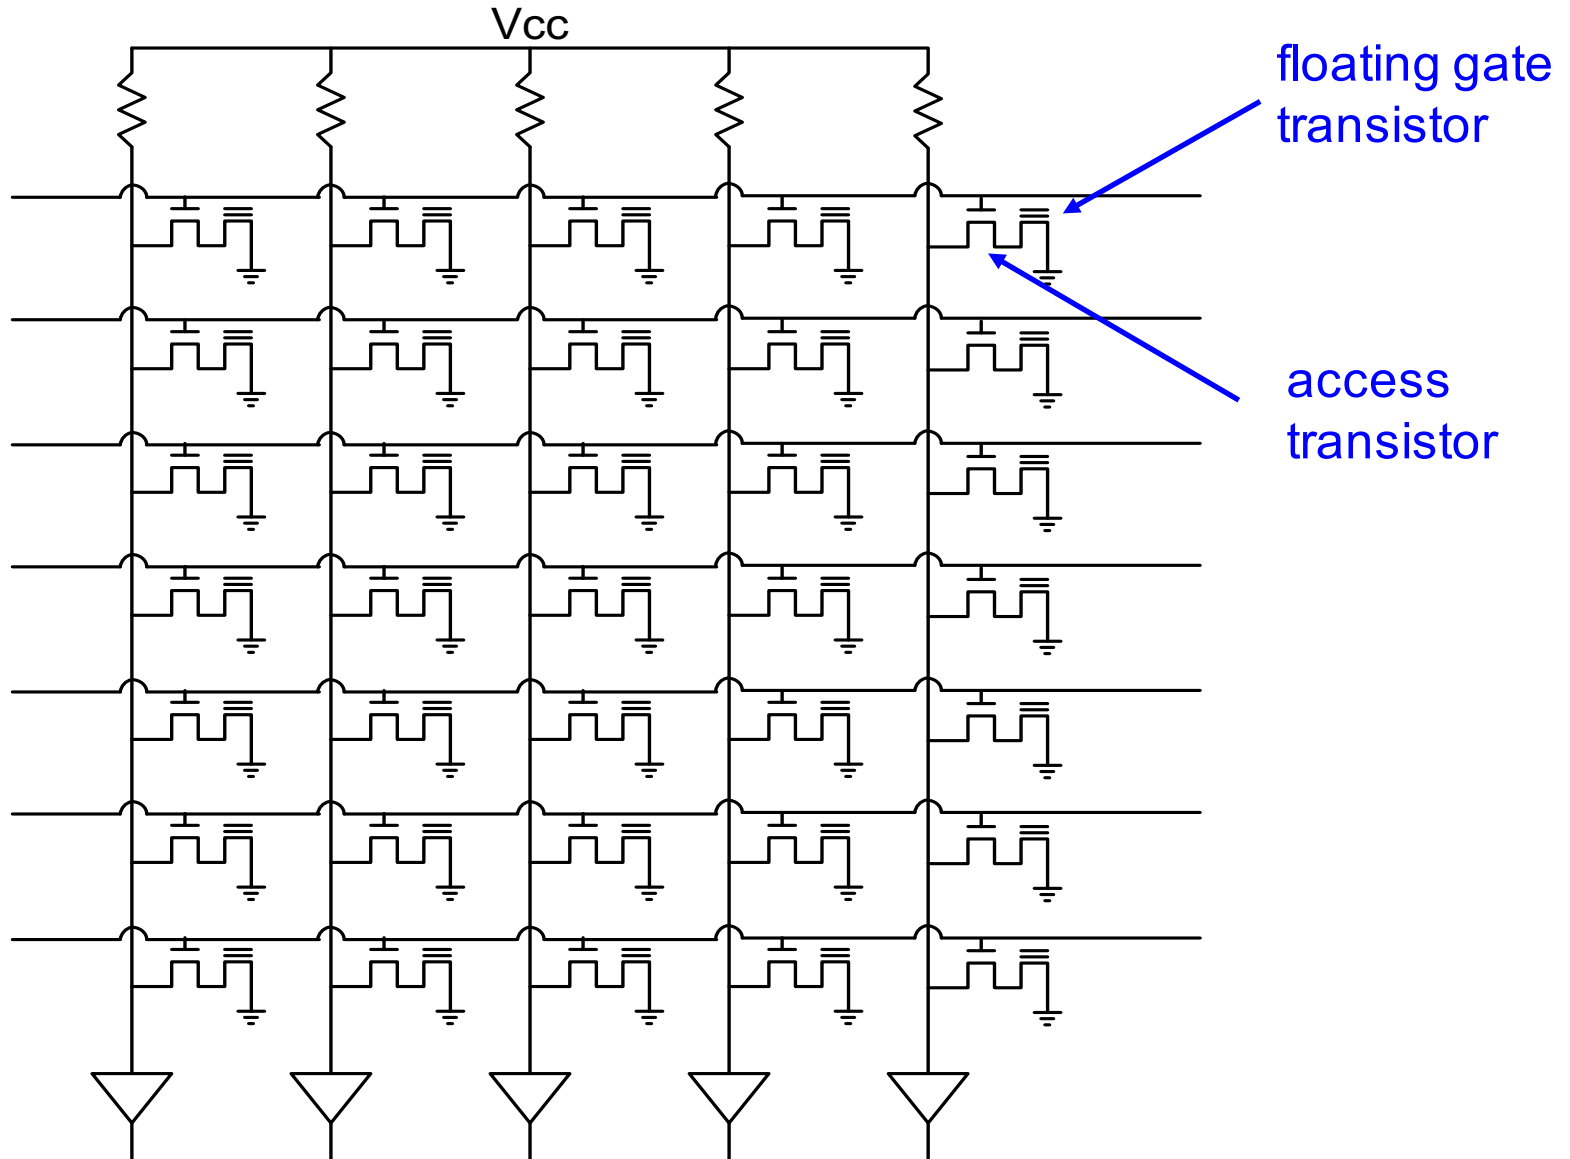 Vcc
floating gate
transistor
access
transistor